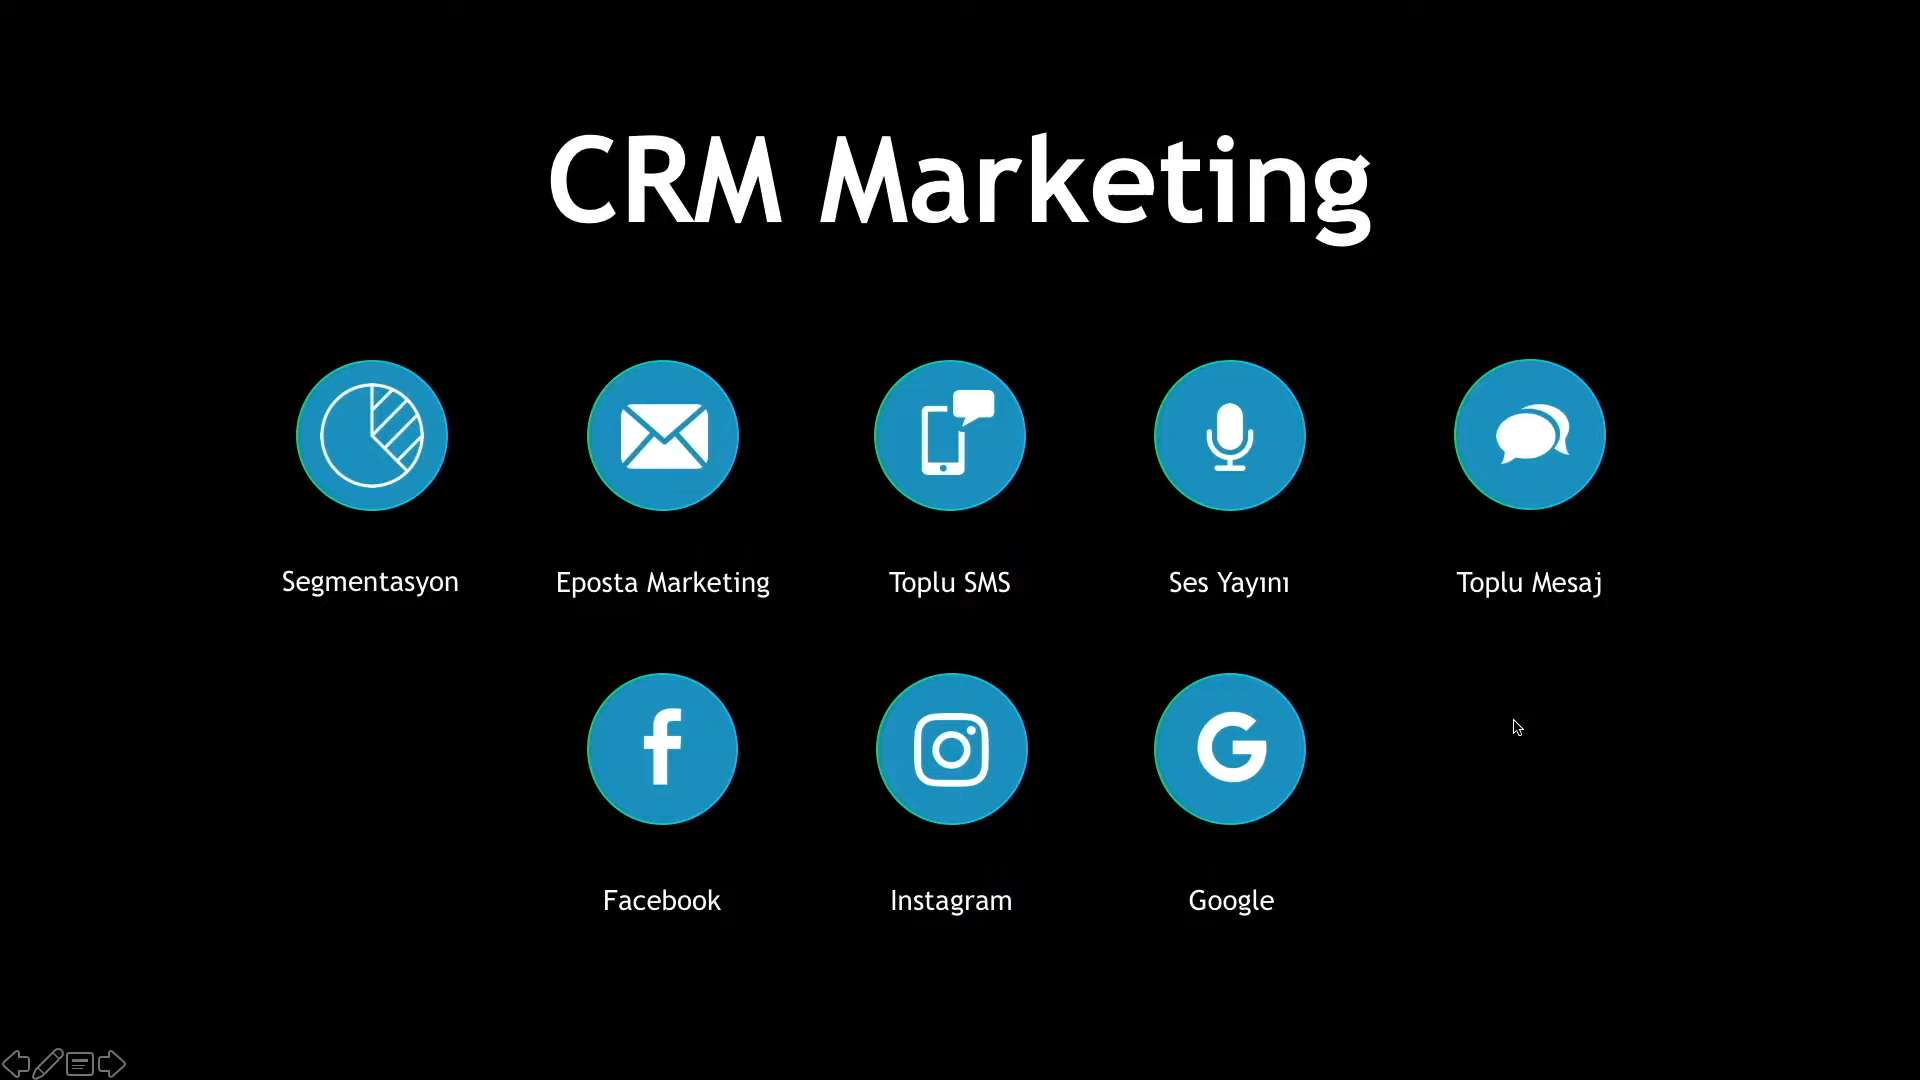 CRM Marketing
Segmentasyon
Eposta Marketing
Toplu SMS
Ses Yayını
Toplu Mesaj
Facebook
Instagram
Google